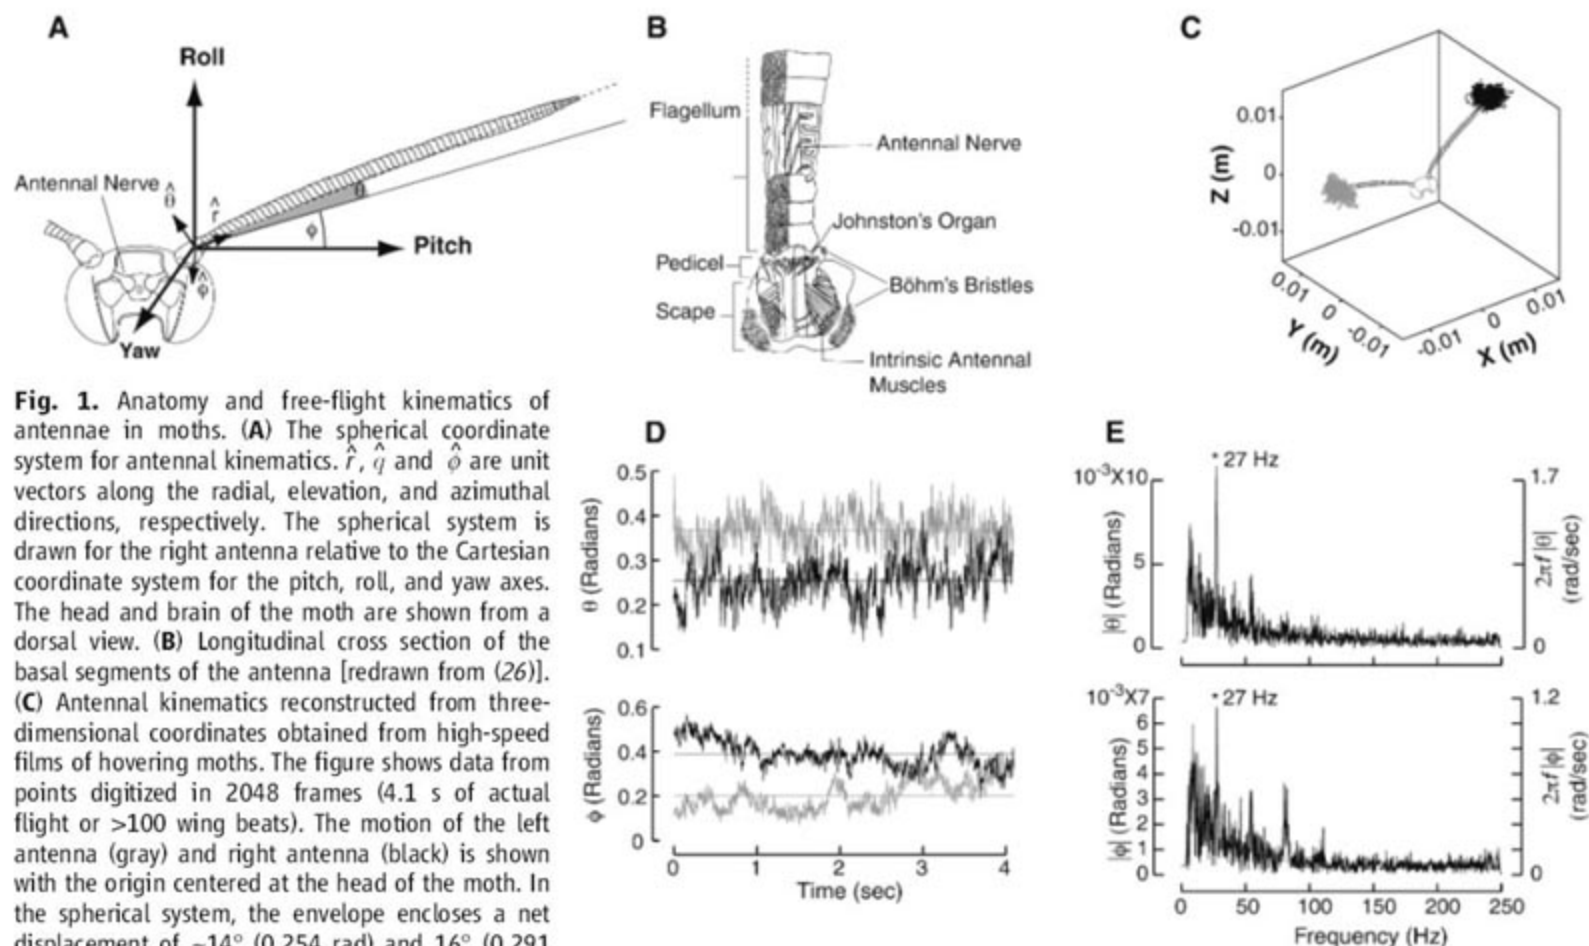 A
Roll
Antennal Nerve
θ̂
r̂
θ
ϕ
Pitch
ϕ̂
Yaw
B
Flagellum
Antennal Nerve
Johnston's Organ
Pedicel
Böhm's Bristles
Scape
Intrinsic Antennal
Muscles
C
0.01
0
-0.01
Z (m)
0.01
0
-0.01
Y (m)
-0.01
0
0.01
X (m)
Fig. 1. Anatomy and free-flight kinematics of
antennae in moths. (A) The spherical coordinate
system for antennal kinematics. r̂, q̂ and ϕ̂ are unit
vectors along the radial, elevation, and azimuthal
directions, respectively. The spherical system is
drawn for the right antenna relative to the Cartesian
coordinate system for the pitch, roll, and yaw axes.
The head and brain of the moth are shown from a
dorsal view. (B) Longitudinal cross section of the
basal segments of the antenna [redrawn from (26)].
(C) Antennal kinematics reconstructed from three-
dimensional coordinates obtained from high-speed
films of hovering moths. The figure shows data from
points digitized in 2048 frames (4.1 s of actual
flight or >100 wing beats). The motion of the left
antenna (gray) and right antenna (black) is shown
with the origin centered at the head of the moth. In
the spherical system, the envelope encloses a net
displacement of ~14° (0.254 rad) and 16° (0.291
D
0.5
0.4
0.3
0.2
0.1
θ (Radians)
0.6
0.4
0.2
0
ϕ (Radians)
0 1 2 3 4
Time (sec)
E
10-3X10
5
0
|θ| (Radians)
* 27 Hz
1.7
0
2πf |θ|
(rad/sec)
10-3X7
6
5
4
3
2
1
0
|ϕ| (Radians)
* 27 Hz
1.2
0
2πf |ϕ|
(rad/sec)
0 50 100 150 200 250
Frequency (Hz)